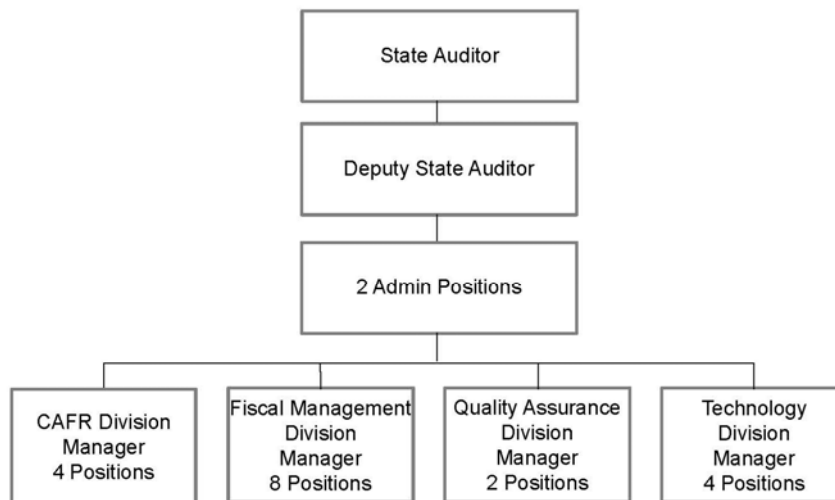 State Auditor
Deputy State Auditor
2 Admin Positions
CAFR Division
Manager
4 Positions
Fiscal Management
Division
Manager
8 Positions
Quality Assurance
Division
Manager
2 Positions
Technology
Division
Manager
4 Positions